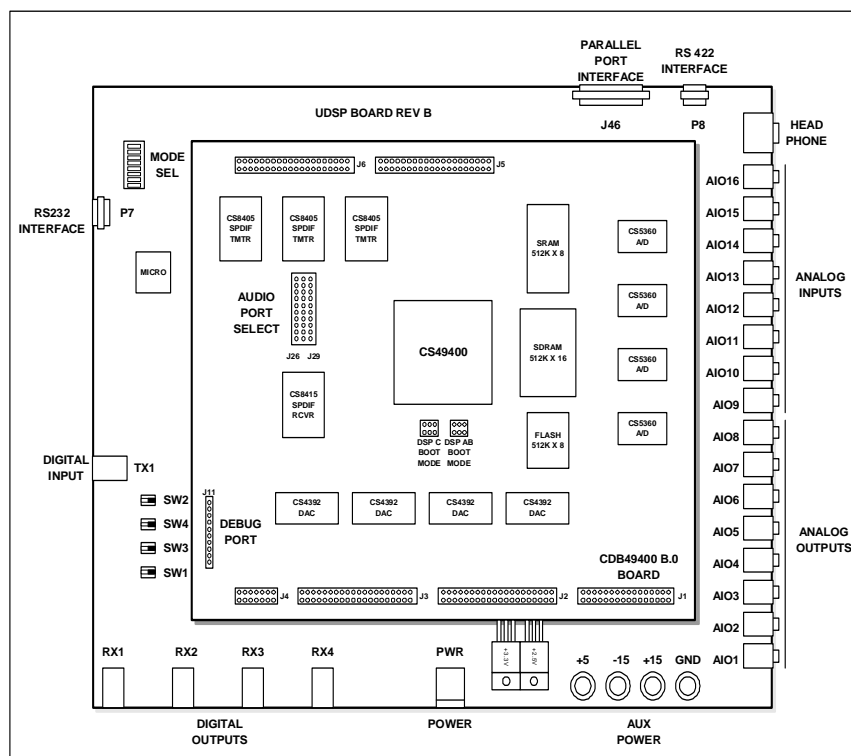 PARALLEL
PORT
INTERFACE
RS 422
INTERFACE
UDSP BOARD REV B
J46
P8
HEAD
PHONE
MODE
SEL
J6
J5
AIO16
RS232
INTERFACE
P7
CS8405
SPDIF
TMTR
CS8405
SPDIF
TMTR
CS8405
SPDIF
TMTR
SRAM
512K X 8
CS5360
A/D
AIO15
AIO14
MICRO
AIO13
ANALOG
INPUTS
AUDIO
PORT
SELECT
CS5360
A/D
AIO12
AIO11
J26
J29
CS49400
SDRAM
512K X 16
CS5360
A/D
AIO10
AIO9
CS8415
SPDIF
RCVR
DSP C
BOOT
MODE
DSP AB
BOOT
MODE
FLASH
512K X 8
CS5360
A/D
AIO8
DIGITAL
INPUT
TX1
AIO7
SW2
SW4
SW3
SW1
J11
DEBUG
PORT
CS4392
DAC
CS4392
DAC
CS4392
DAC
CS4392
DAC
AIO6
AIO5
ANALOG
OUTPUTS
AIO4
CDB49400 B.0
BOARD
AIO3
J4
J3
J2
J1
AIO2
AIO1
RX1
RX2
RX3
RX4
PWR
+3.3V
+2.5V
+5
-15
+15
GND
DIGITAL
OUTPUTS
POWER
AUX
POWER